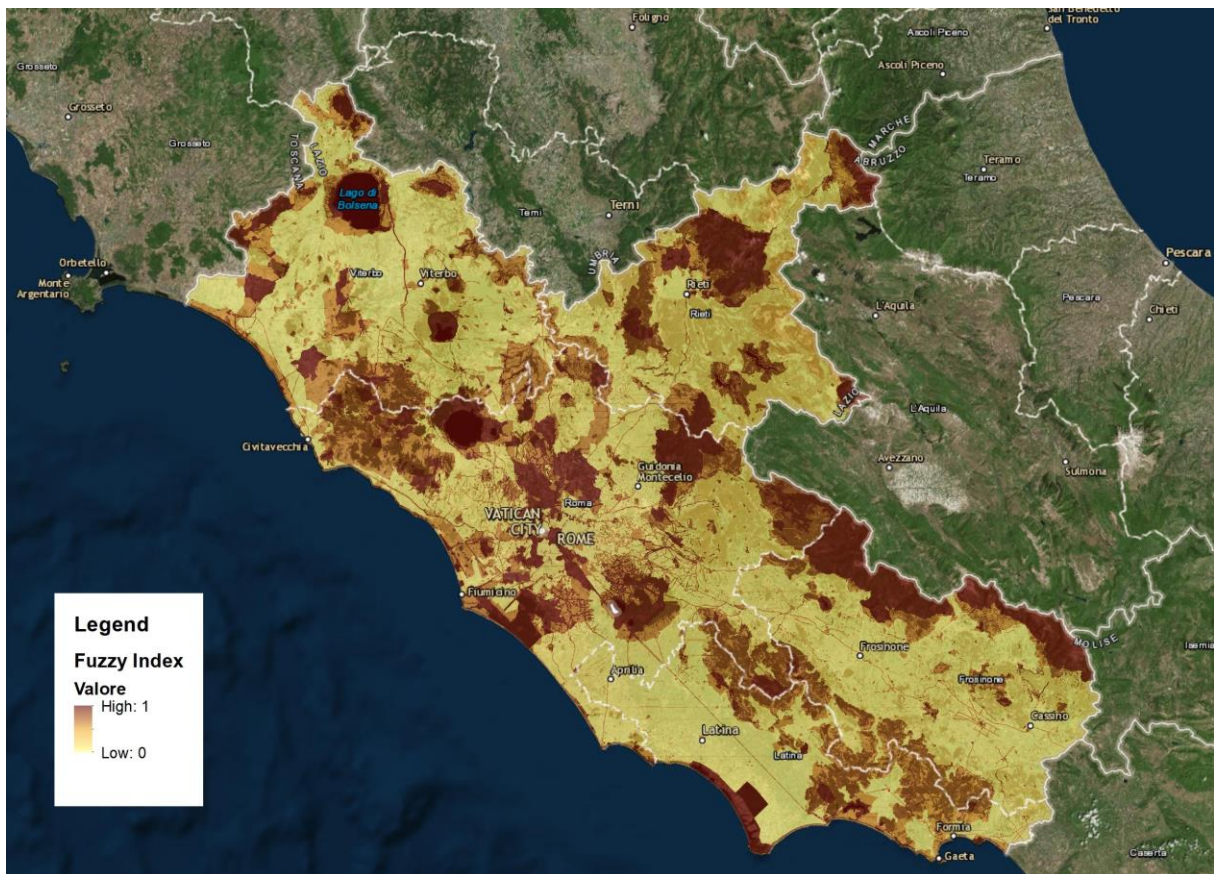 Foligno
San Benedetto
del Tronto
Ascoli Piceno
Ascoli Piceno
Grosseto
Grosseto
Grosseto
TOSCANA
LAZIO
MARCHE
ABRUZZO
Teramo
Teramo
Lago di
Bolsena
Terni
Terni
UMBRIA
Orbetello
Monte
Argentario
Viterbo
Viterbo
Rieti
Rieti
Pescara
Pescara
L'Aquila
Chieti
LAZIO
L'Aquila
Civitavecchia
Avezzano
Sulmona
Guidonia
Montecelio
Roma
VATICAN
CITY
ROME
Fiumicino
Legend
Fuzzy Index
Valore
High: 1
Low: 0
MOLISE
Isernia
Frosinone
Frosinone
Aprilia
Cassino
Latina
Latina
Formia
Gaeta
Caserta